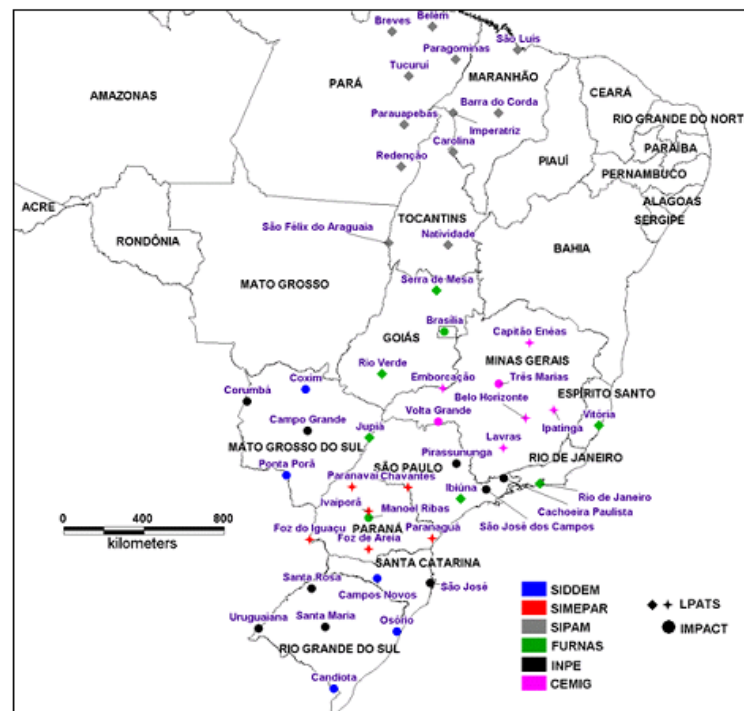 Belém
Breves
São Luis
Paragominas
Tucurui
MARANHÃO
PARÁ
AMAZONAS
CEARÁ
RIO GRANDE DO NORT
Barra do Corda
Parauapebas
Imperatriz
PARAÍBA
Carolina
PIAUÍ
Redenção
PERNAMBUCO
ACRE
ALAGOAS
TOCANTINS
SERGIPE
São Félix do Araguaia
RONDÔNIA
Natividade
BAHIA
Serra de Mesa
MATO GROSSO
Brasília
Capitão Enéas
GOIÁS
Rio Verde
MINAS GERAIS
Emborcação
Três Marias
Coxim
ESPÍRITO SANTO
Corumbá
Belo Horizonte
Volta Grande
Vitória
Campo Grande
Ipatinga
Jupia
Lavras
MATO GROSSO DO SUL
Pirassununga
RIO DE JANEIRO
Ponta Porã
SÃO PAULO
Paranavai
Chavantes
Ibiúna
Rio de Janeiro
Ivaiporã
Manoel Ribas
Cachoeira Paulista
0 400 800
kilometers
PARANÁ
São José dos Campos
Foz do Iguaçu
Paranaguá
Foz de Areia
SANTA CATARINA
Santa Rosa
Campos Novos
São José
Uruguaiana
Santa Maria
Osório
RIO GRANDE DO SUL
Candiota
SIDDEM
SIMEPAR
SIPAM
FURNAS
INPE
CEMIG
LPATS
IMPACT